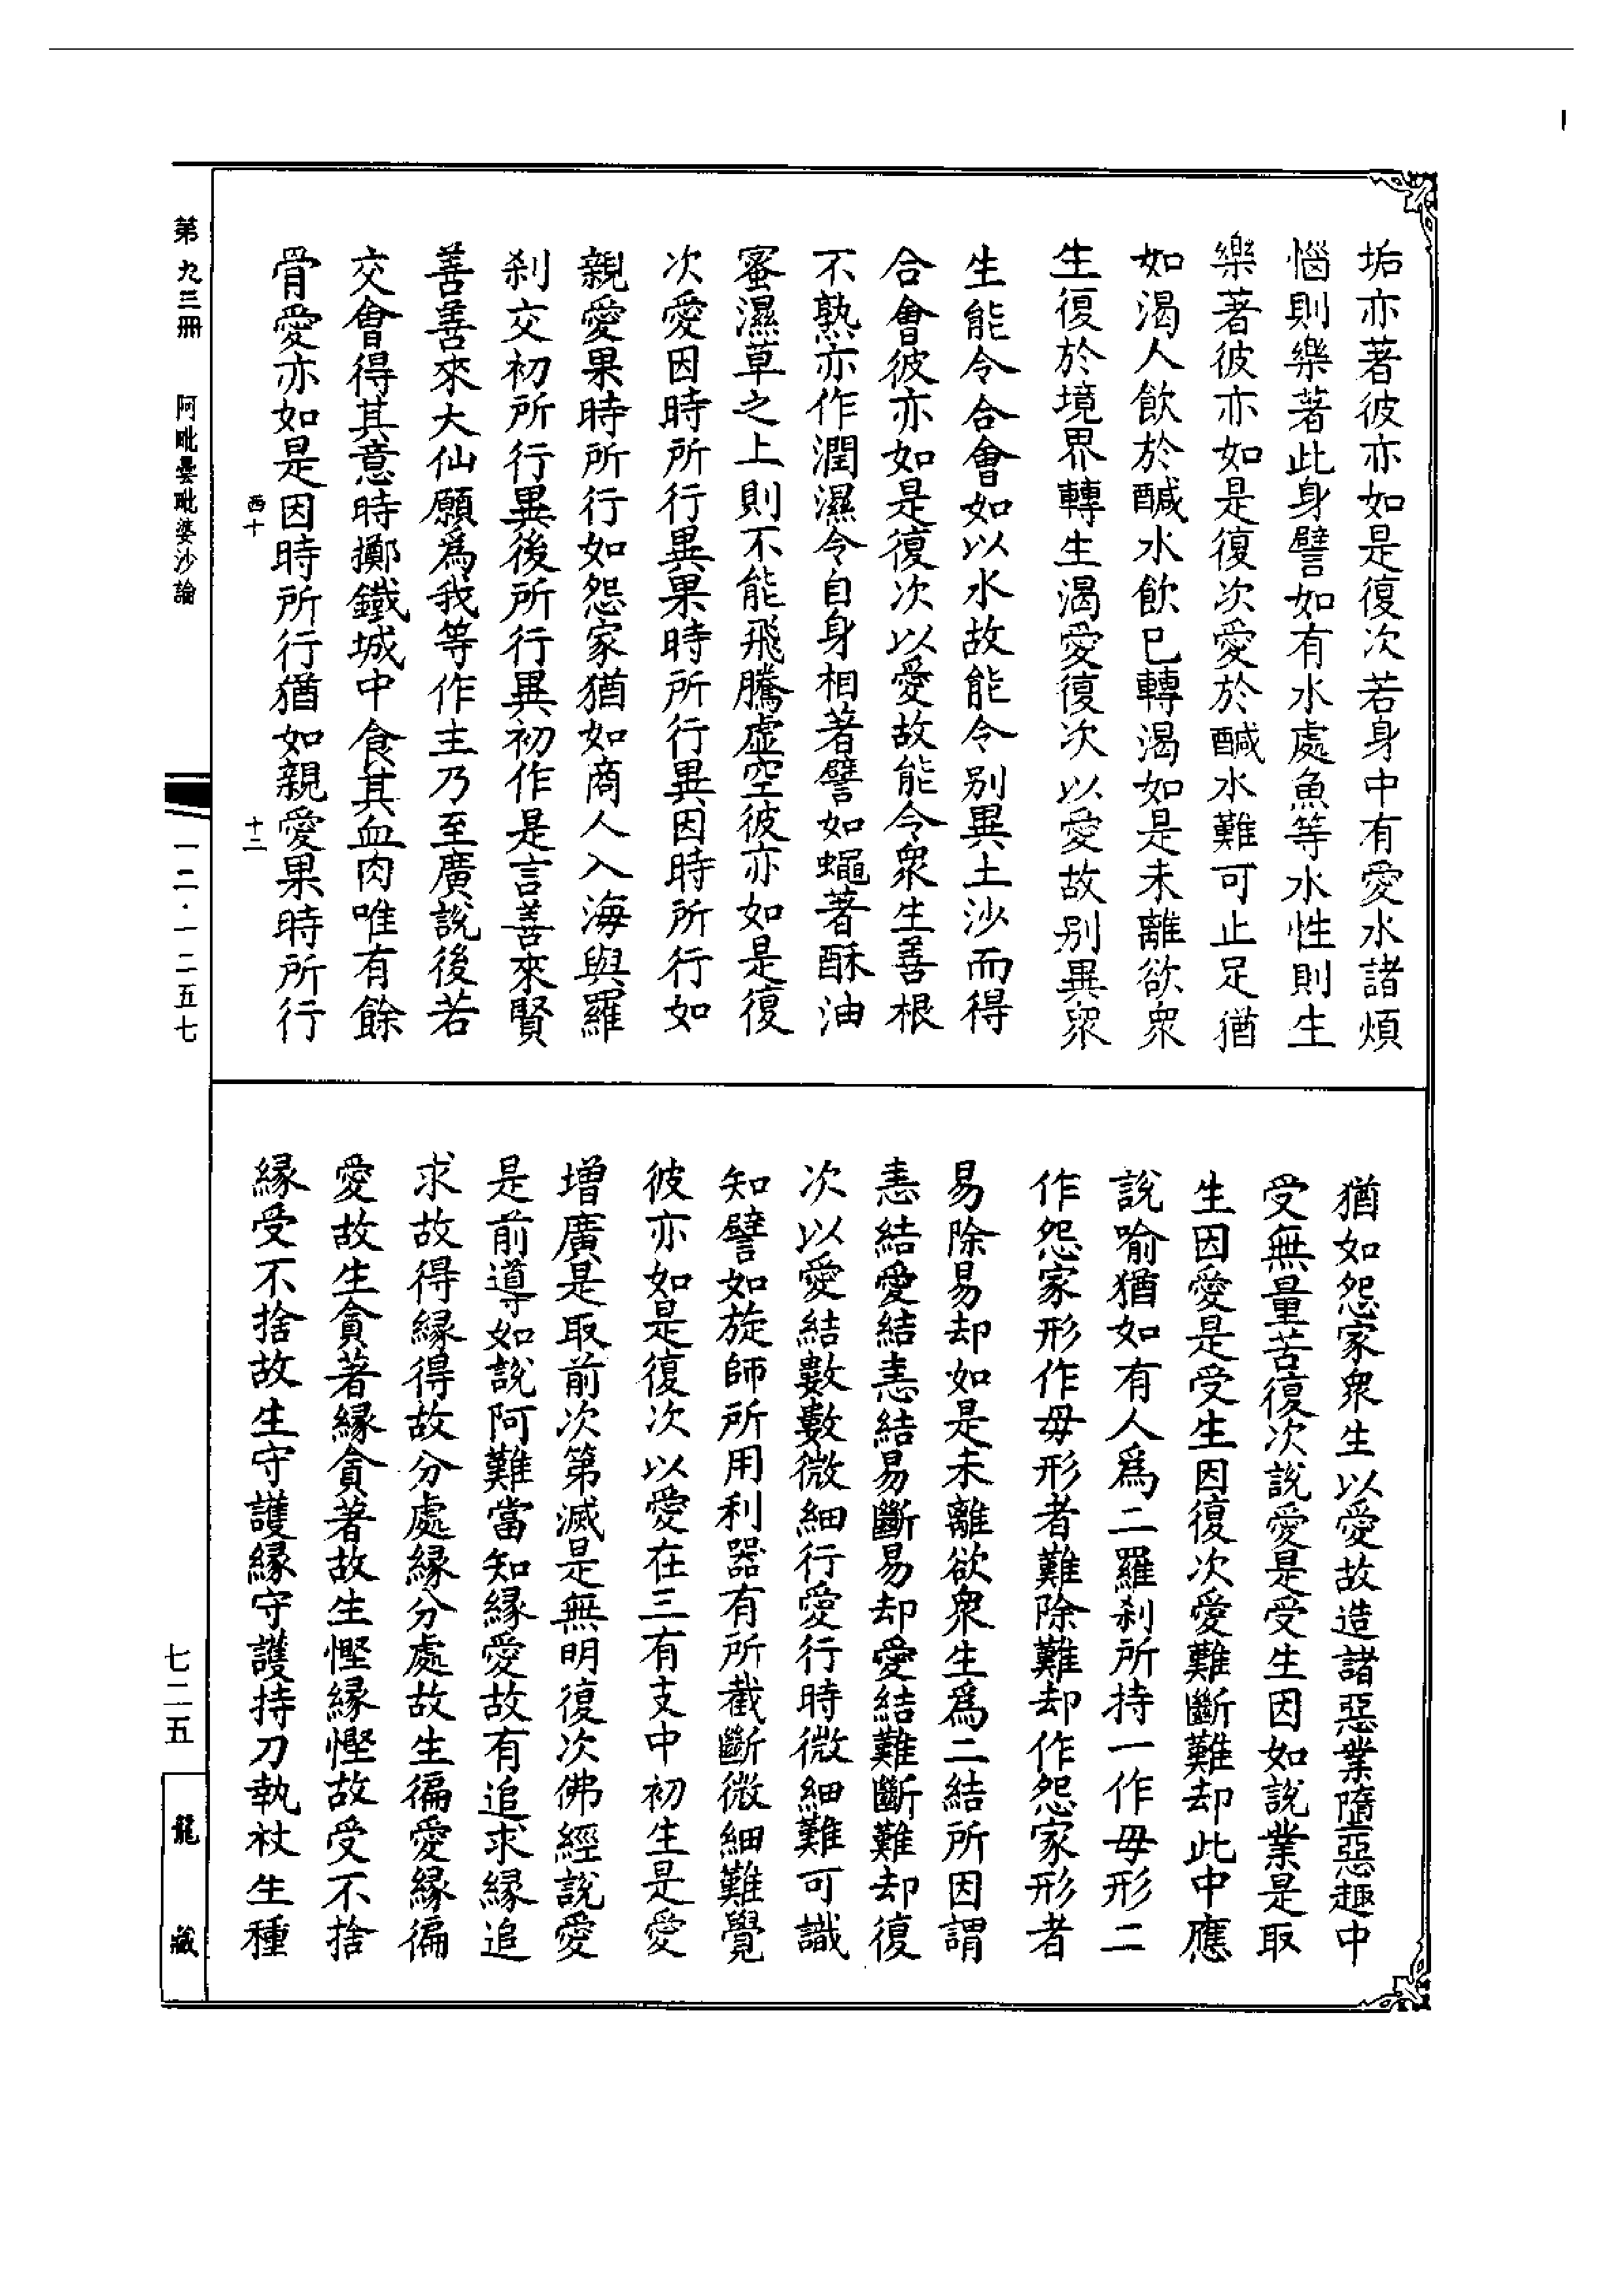 垢亦著彼亦如是復次若身中有愛水諸煩
惱則樂著此身譬如有水處魚等水性則生
樂著彼亦如是復次愛於鹹水難可止足猶
如渴人飲於鹹水飲已轉渴如是未離欲衆
生復於境界轉生渴愛復次以愛故别異衆
生能令合會如以水故能令别異土沙而得
合會彼亦如是復次以愛故能令衆生善根
不熟亦作潤濕令自身相著譬如蠅著酥油
蜜濕草之上則不能飛騰虛空彼亦如是復
次愛因時所行異果時所行異因時所行如
親愛果時所行如怨家猶如商人入海與羅
刹交初所行異後所行異初作是言善來賢
善善來大仙願爲我等作主乃至廣說後若
交會得其意時擲鐵城中食其血肉唯有餘
骨愛亦如是因時所行猶如親愛果時所行
西十
十二
猶如怨家衆生以愛故造諸惡業墮惡趣中
受無量苦復次說愛是受生因如說業是取
生因愛是受生因復次愛難斷難却此中應
說喻猶如有人爲二羅刹所持一作毋形二
作怨家形作毋形者難除難却作怨家形者
易除易却如是未離欲衆生爲二結所因謂
恚結愛結恚結易斷易却愛結難斷難却復
次以愛結數數微細行愛行時微細難可識
知譬如旋師所用利器有所截斷微細難覺
彼亦如是復次以愛在三有支中初生是愛
增廣是取前次第滅是無明復次佛經說愛
是前導如說阿難當知緣愛故有追求緣追
求故得緣得故分處緣分處故生徧愛緣徧
愛故生貪著緣貪著故生慳緣慳故受不捨
緣受不捨故生守護緣守護持刀執杖生種
第九三冊
阿毗曇毗婆沙論
一二·一二五七
七二五
龍藏